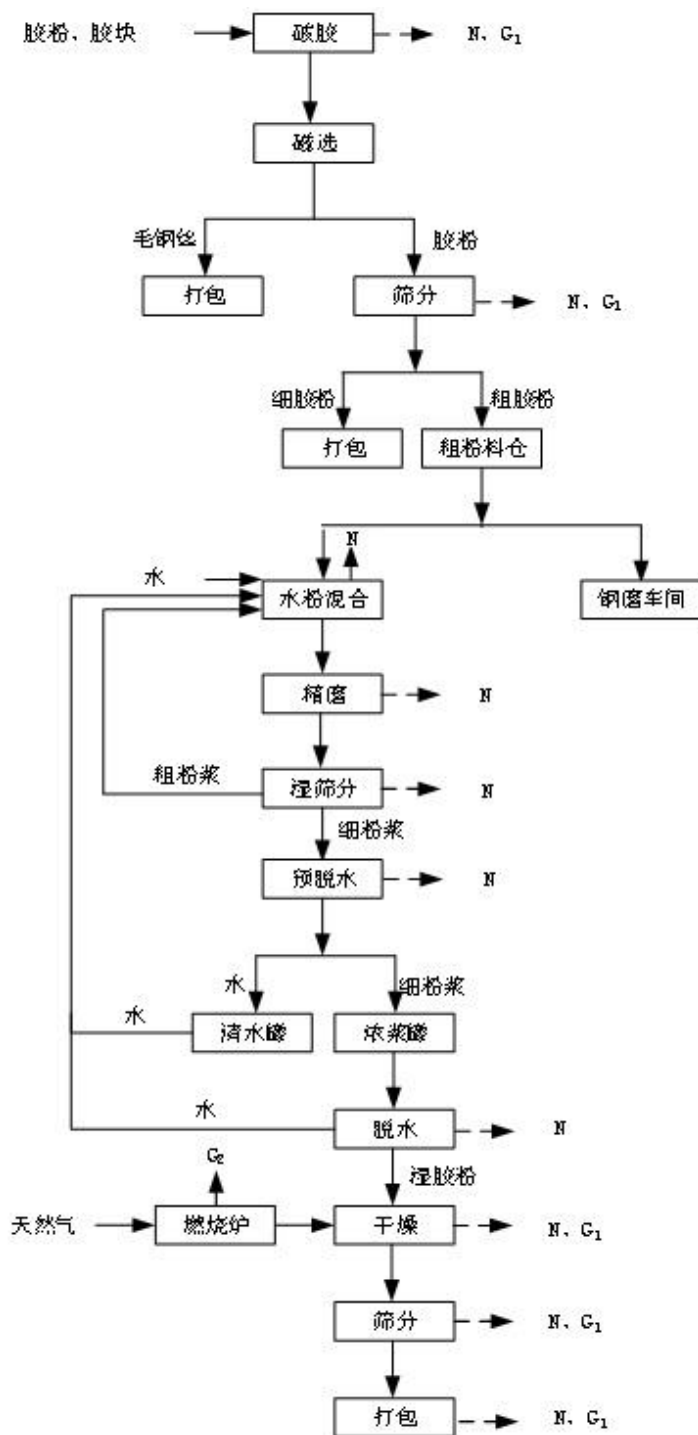 胶粉、胶块
破胶
N、G₁
磁选
毛钢丝
胶粉
打包
筛分
N、G₁
细胶粉
粗胶粉
打包
粗粉料仓
N
水
水粉混合
钢磨车间
精磨
N
粗粉浆
湿筛分
N
细粉浆
预脱水
N
水
细粉浆
水
清水罐
浓浆罐
水
脱水
N
G₂
湿胶粉
天然气
燃烧炉
干燥
N、G₁
筛分
N、G₁
打包
N、G₁